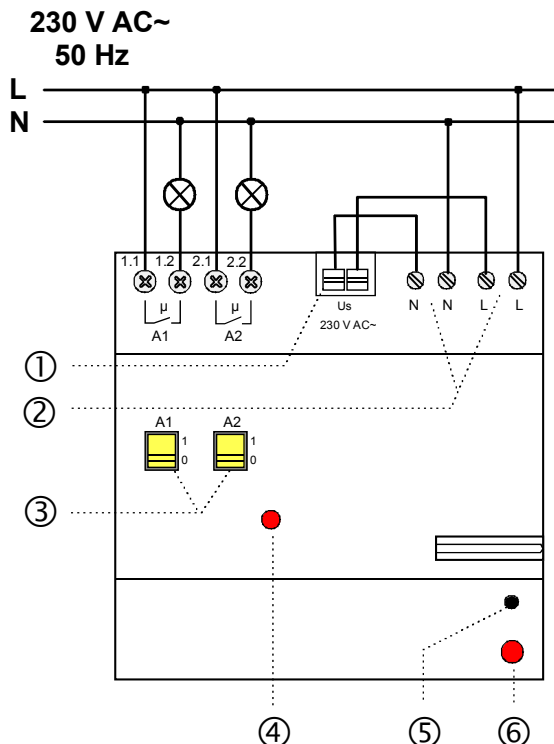 230 V AC~
50 Hz
L
N
1.1 1.2 2.1 2.2
µ µ
A1 A2
Us
230 V AC~
N N L L
①
②
A1 A2
1 1
0 0
③
④ ⑤ ⑥